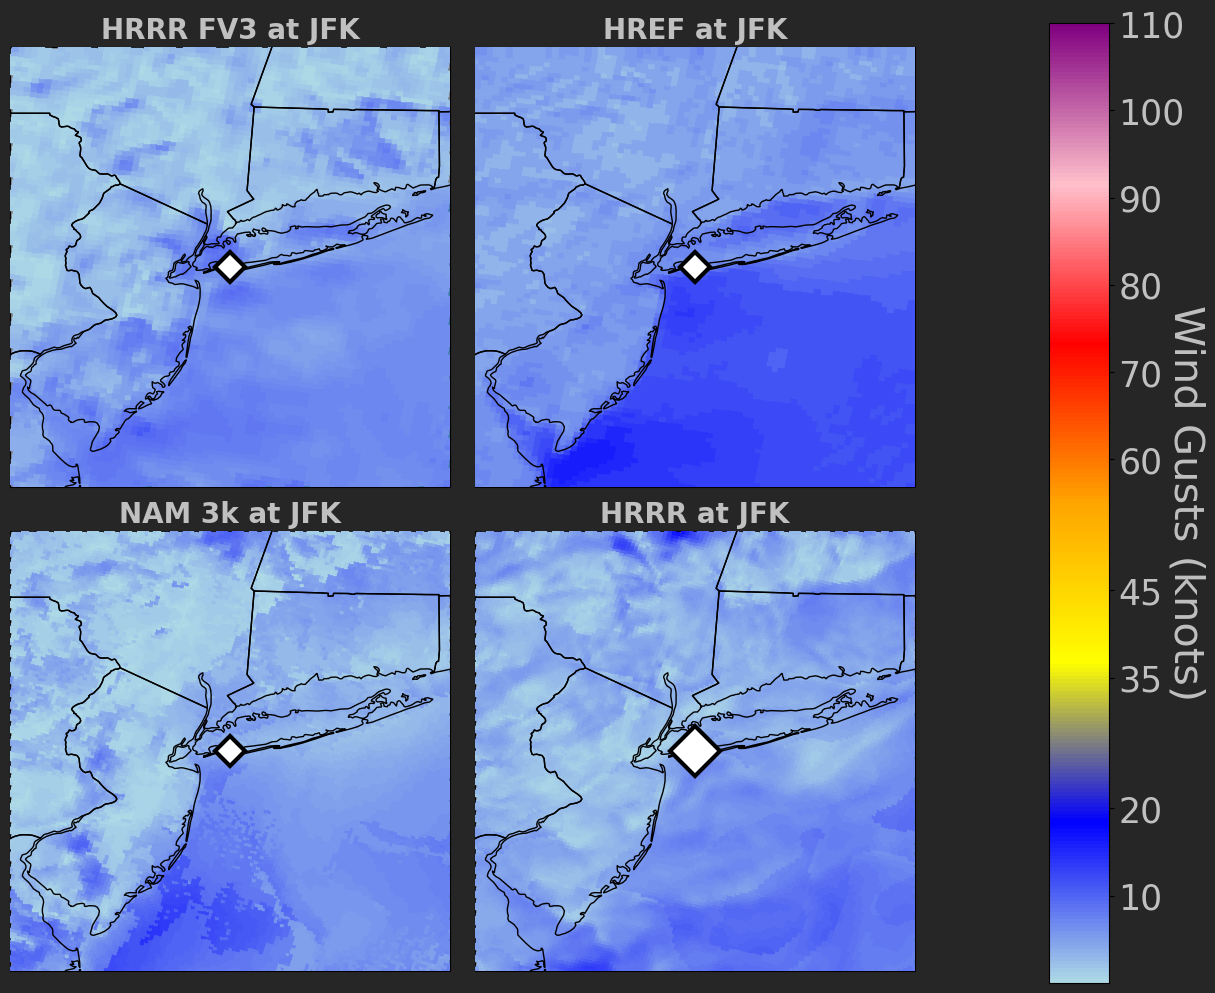 HRRR FV3 at JFK
HREF at JFK
NAM 3k at JFK
HRRR at JFK
110
100
90
80
70
60
45
35
20
10
Wind Gusts (knots)